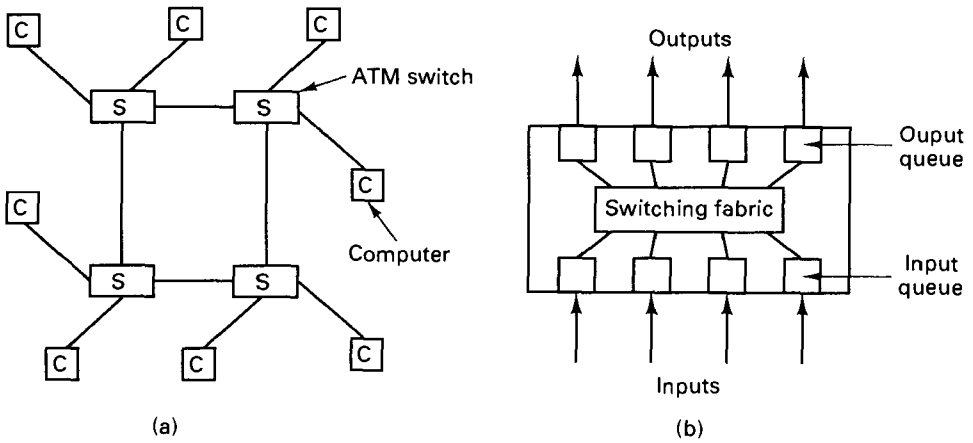 C
C
C
S
S
ATM switch
C
Computer
C
S
S
C
C
C
(a)
Outputs
Ouput
queue
Switching fabric
Input
queue
Inputs
(b)